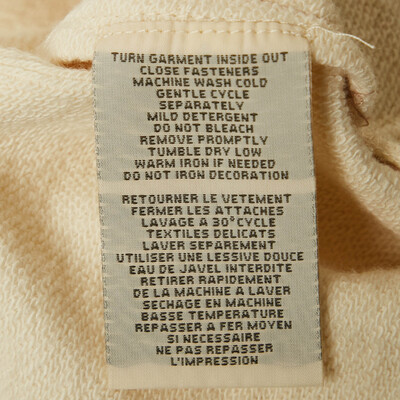 TURN GARMENT INSIDE OUT
CLOSE FASTENERS
MACHINE WASH COLD
GENTLE CYCLE
SEPARATELY
MILD DETERGENT
DO NOT BLEACH
REMOVE PROMPTLY
TUMBLE DRY LOW
WARM IRON IF NEEDED
DO NOT IRON DECORATION
RETOURNER LE VETEMENT
FERMER LES ATTACHES
LAVAGE A 30°CYCLE
TEXTILES DELICATS
LAVER SEPAREMENT
UTILISER UNE LESSIVE DOUCE
EAU DE JAVEL INTERDITE
RETIRER RAPIDEMENT
DE LA MACHINE A LAVER
SECHAGE EN MACHINE
BASSE TEMPERATURE
REPASSER A FER MOYEN
SI NECESSAIRE
NE PAS REPASSER
L'IMPRESSION